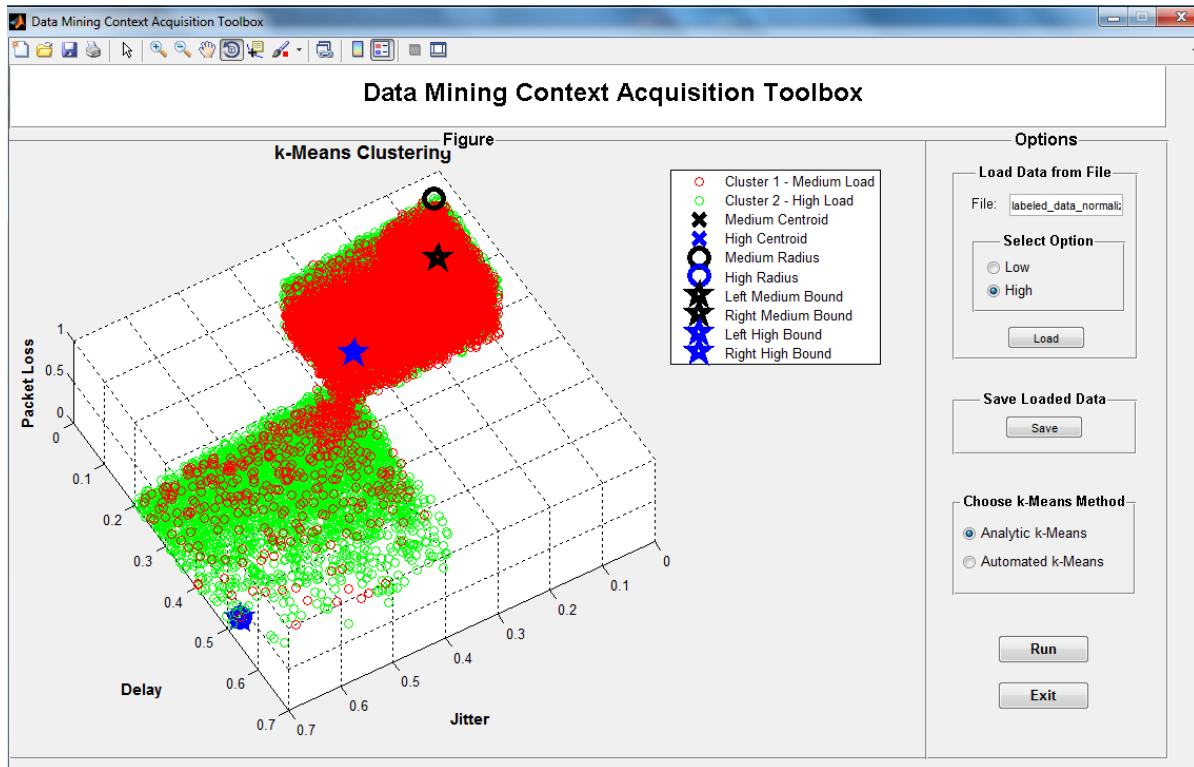 Data Mining Context Acquisition Toolbox
Data Mining Context Acquisition Toolbox
Figure
k-Means Clustering
Packet Loss
1
0.5
0
0
0.1
0.2
0.3
0.4
0.5
0.6
0.7
Delay
0.7
0.6
0.5
0.4
0.3
0.2
0.1
0
Jitter
Cluster 1 - Medium Load
Cluster 2 - High Load
Medium Centroid
High Centroid
Medium Radius
High Radius
Left Medium Bound
Right Medium Bound
Left High Bound
Right High Bound
Options
Load Data from File
File: labeled_data_normali
Select Option
Low
High
Load
Save Loaded Data
Save
Choose k-Means Method
Analytic k-Means
Automated k-Means
Run
Exit